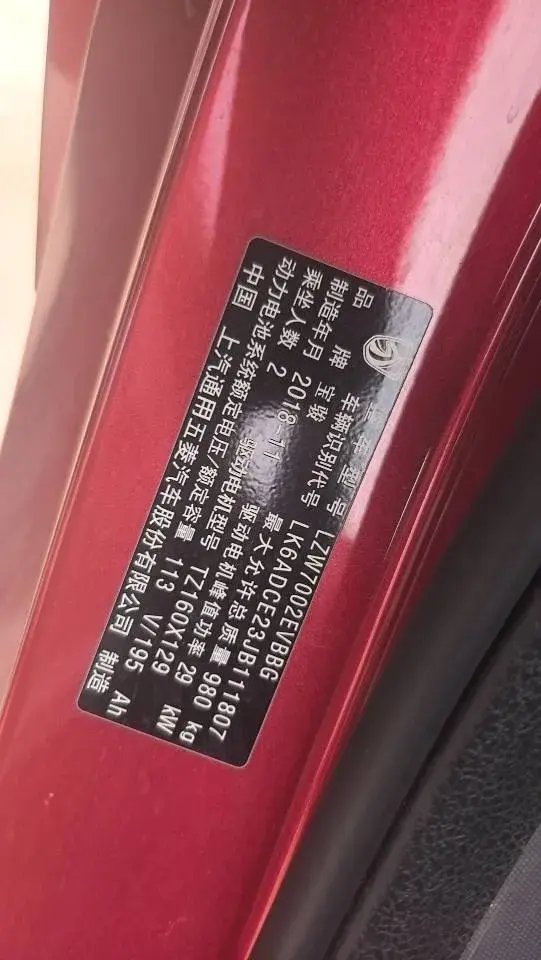 整车型号 LZW7002EVBBG
品牌 宝骏 车辆识别代号 LK6ADCE23JB111807
制造年月 2018-11 最大允许总质量 980 kg
乘坐人数 2 驱动电机峰值功率 29 kW
驱动电机型号 TZ160X129
动力电池系统额定电压/额定容量 113 V/195 Ah
中国 上汽通用五菱汽车股份有限公司 制造